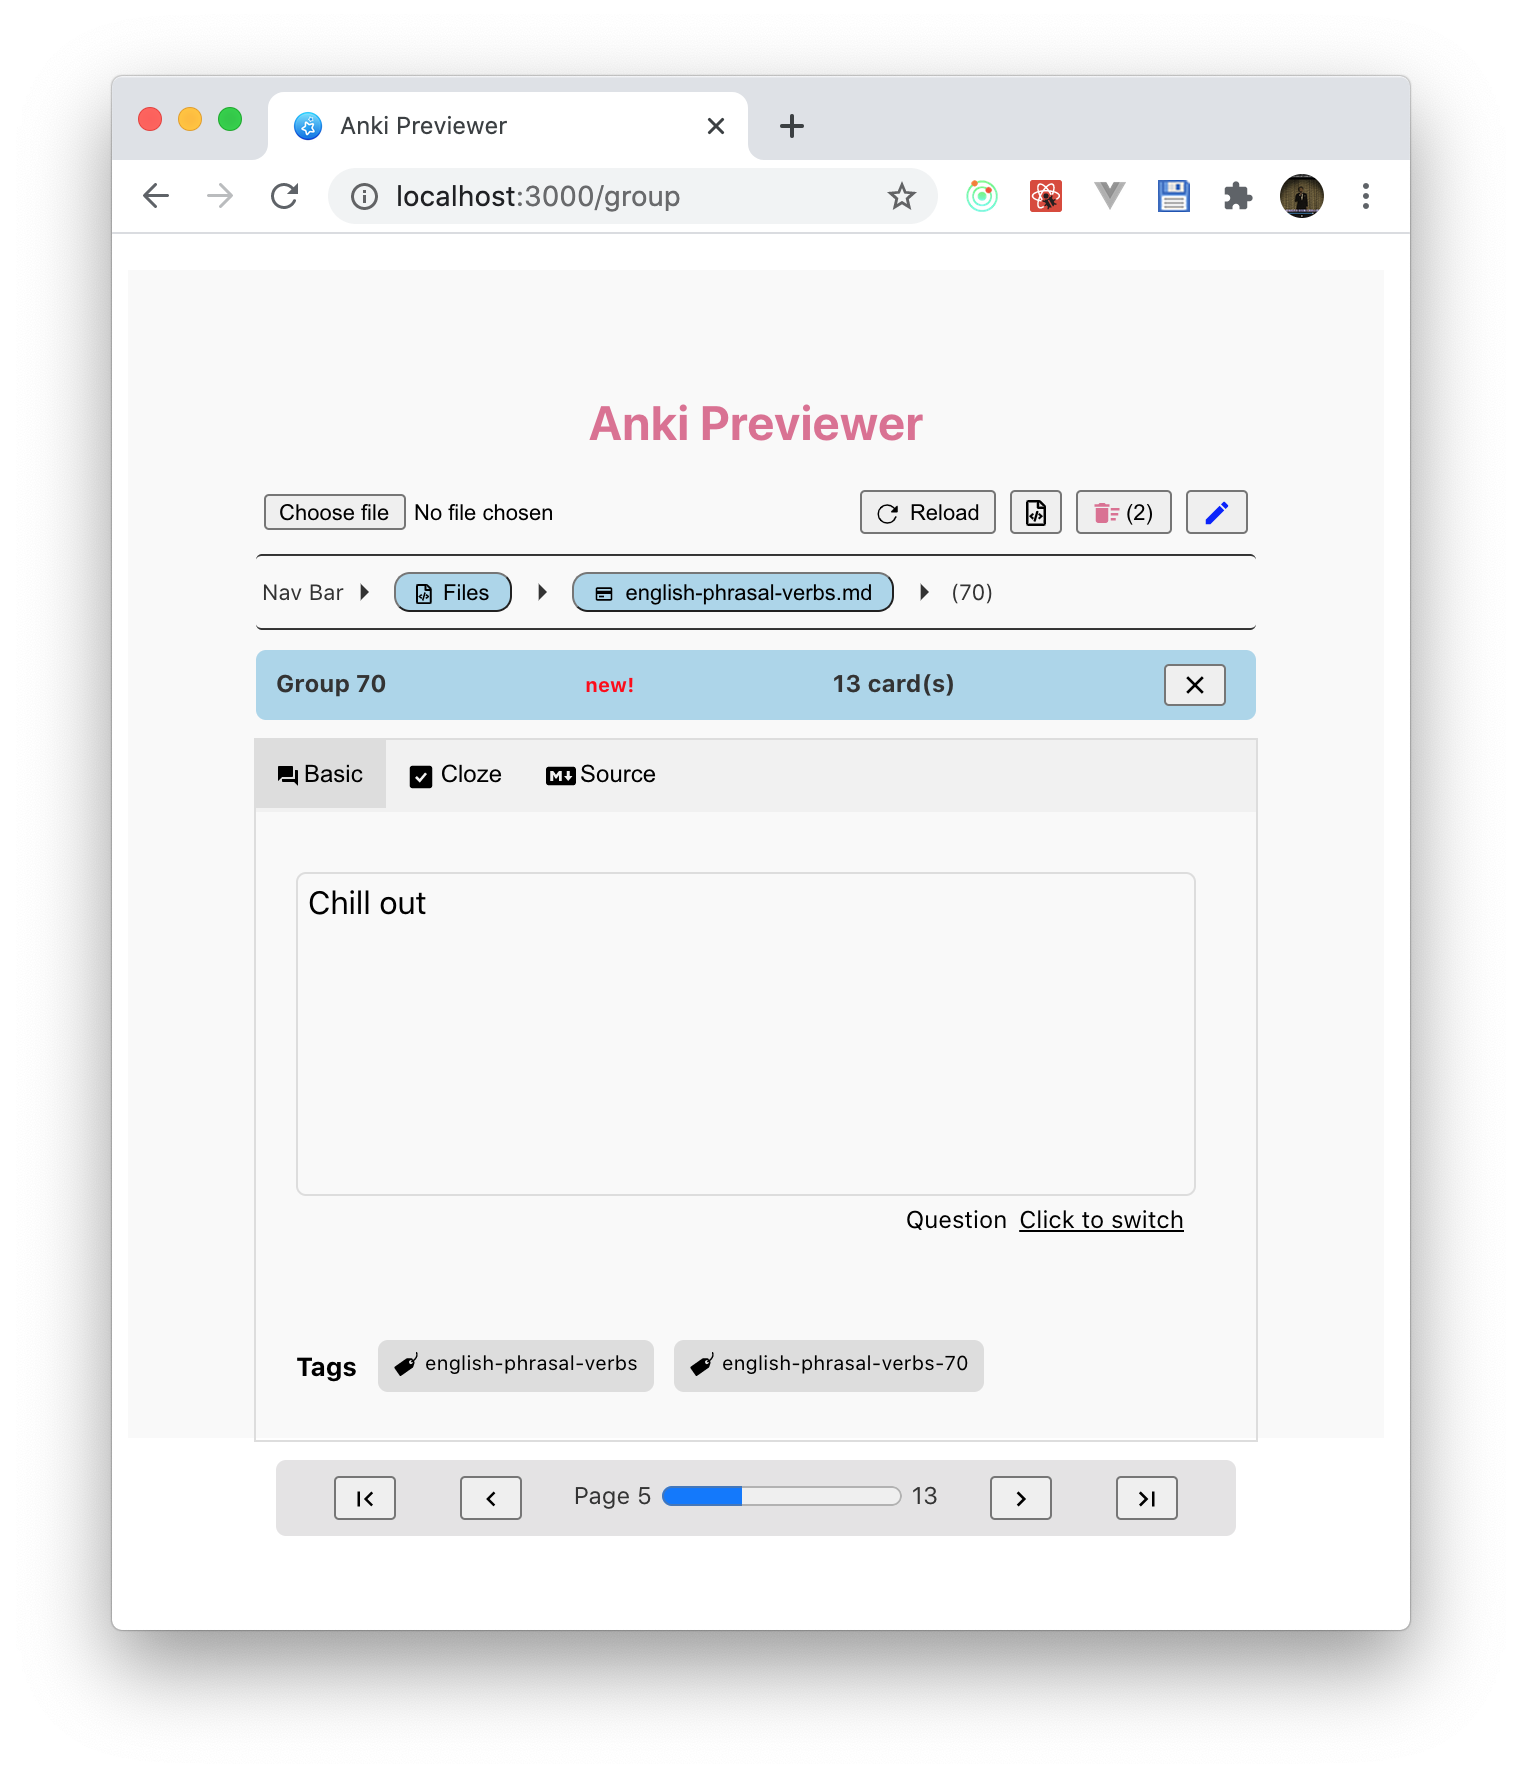 Anki Previewer
localhost:3000/group
Anki Previewer
Choose file No file chosen Reload (2)
Nav Bar Files english-phrasal-verbs.md (70)
Group 70 new! 13 card(s)
Basic Cloze Source
Chill out
Question Click to switch
Tags english-phrasal-verbs english-phrasal-verbs-70
Page 5 13